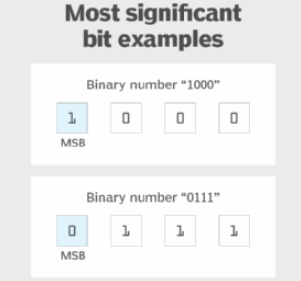 Most significant
bit examples
Binary number “1000”
1 0 0 0
MSB
Binary number “0111”
0 1 1 1
MSB